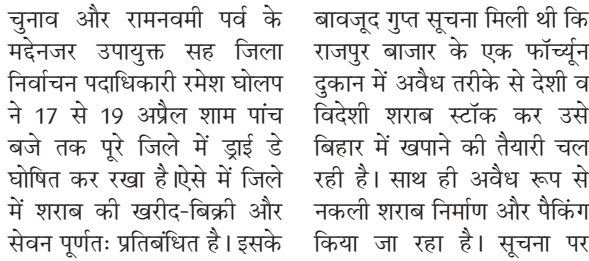 चुनाव और रामनवमी पर्व के
मद्देनजर उपायुक्त सह जिला
निर्वाचन पदाधिकारी रमेश घोलप
ने 17 से 19 अप्रैल शाम पांच
बजे तक पूरे जिले में ड्राई डे
घोषित कर रखा है।ऐसे में जिले
में शराब की खरीद-बिक्री और
सेवन पूर्णतः प्रतिबंधित है। इसके
बावजूद गुप्त सूचना मिली थी कि
राजपुर बाजार के एक फॉर्च्यून
दुकान में अवैध तरीके से देशी व
विदेशी शराब स्टॉक कर उसे
बिहार में खपाने की तैयारी चल
रही है। साथ ही अवैध रूप से
नकली शराब निर्माण और पैकिंग
किया जा रहा है। सूचना पर